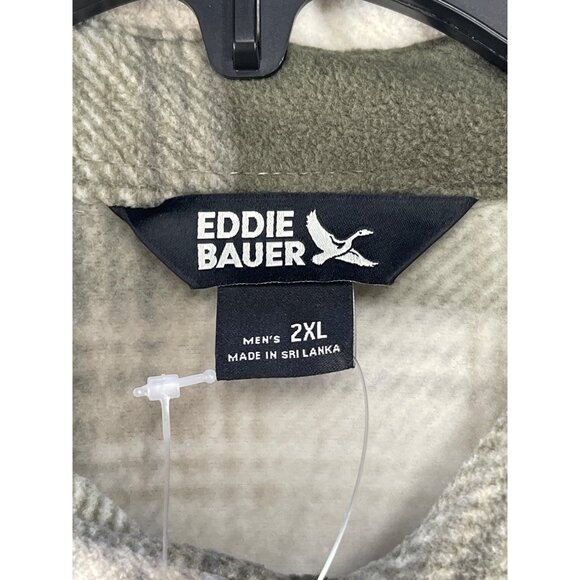 EDDIE
BAUER
MEN'S 2XL
MADE IN SRI LANKA